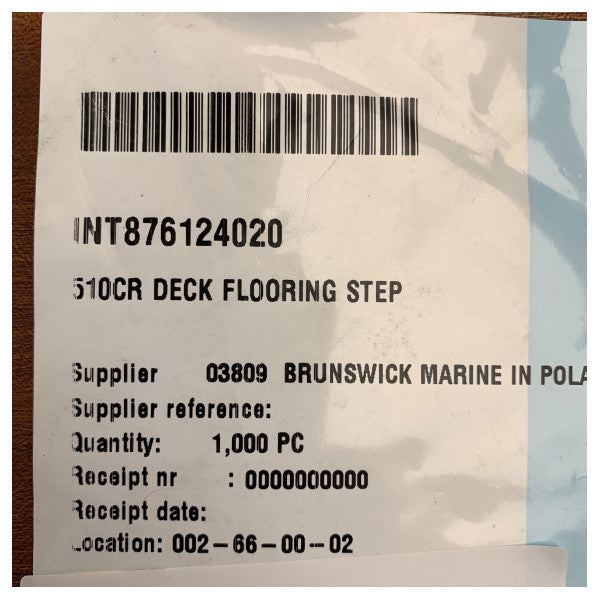 INT876124020
510CR DECK FLOORING STEP
Supplier 03809 BRUNSWICK MARINE IN POLA
Supplier reference:
Quantity: 1,000 PC
Receipt nr : 0000000000
Receipt date:
Location: 002-66-00--02